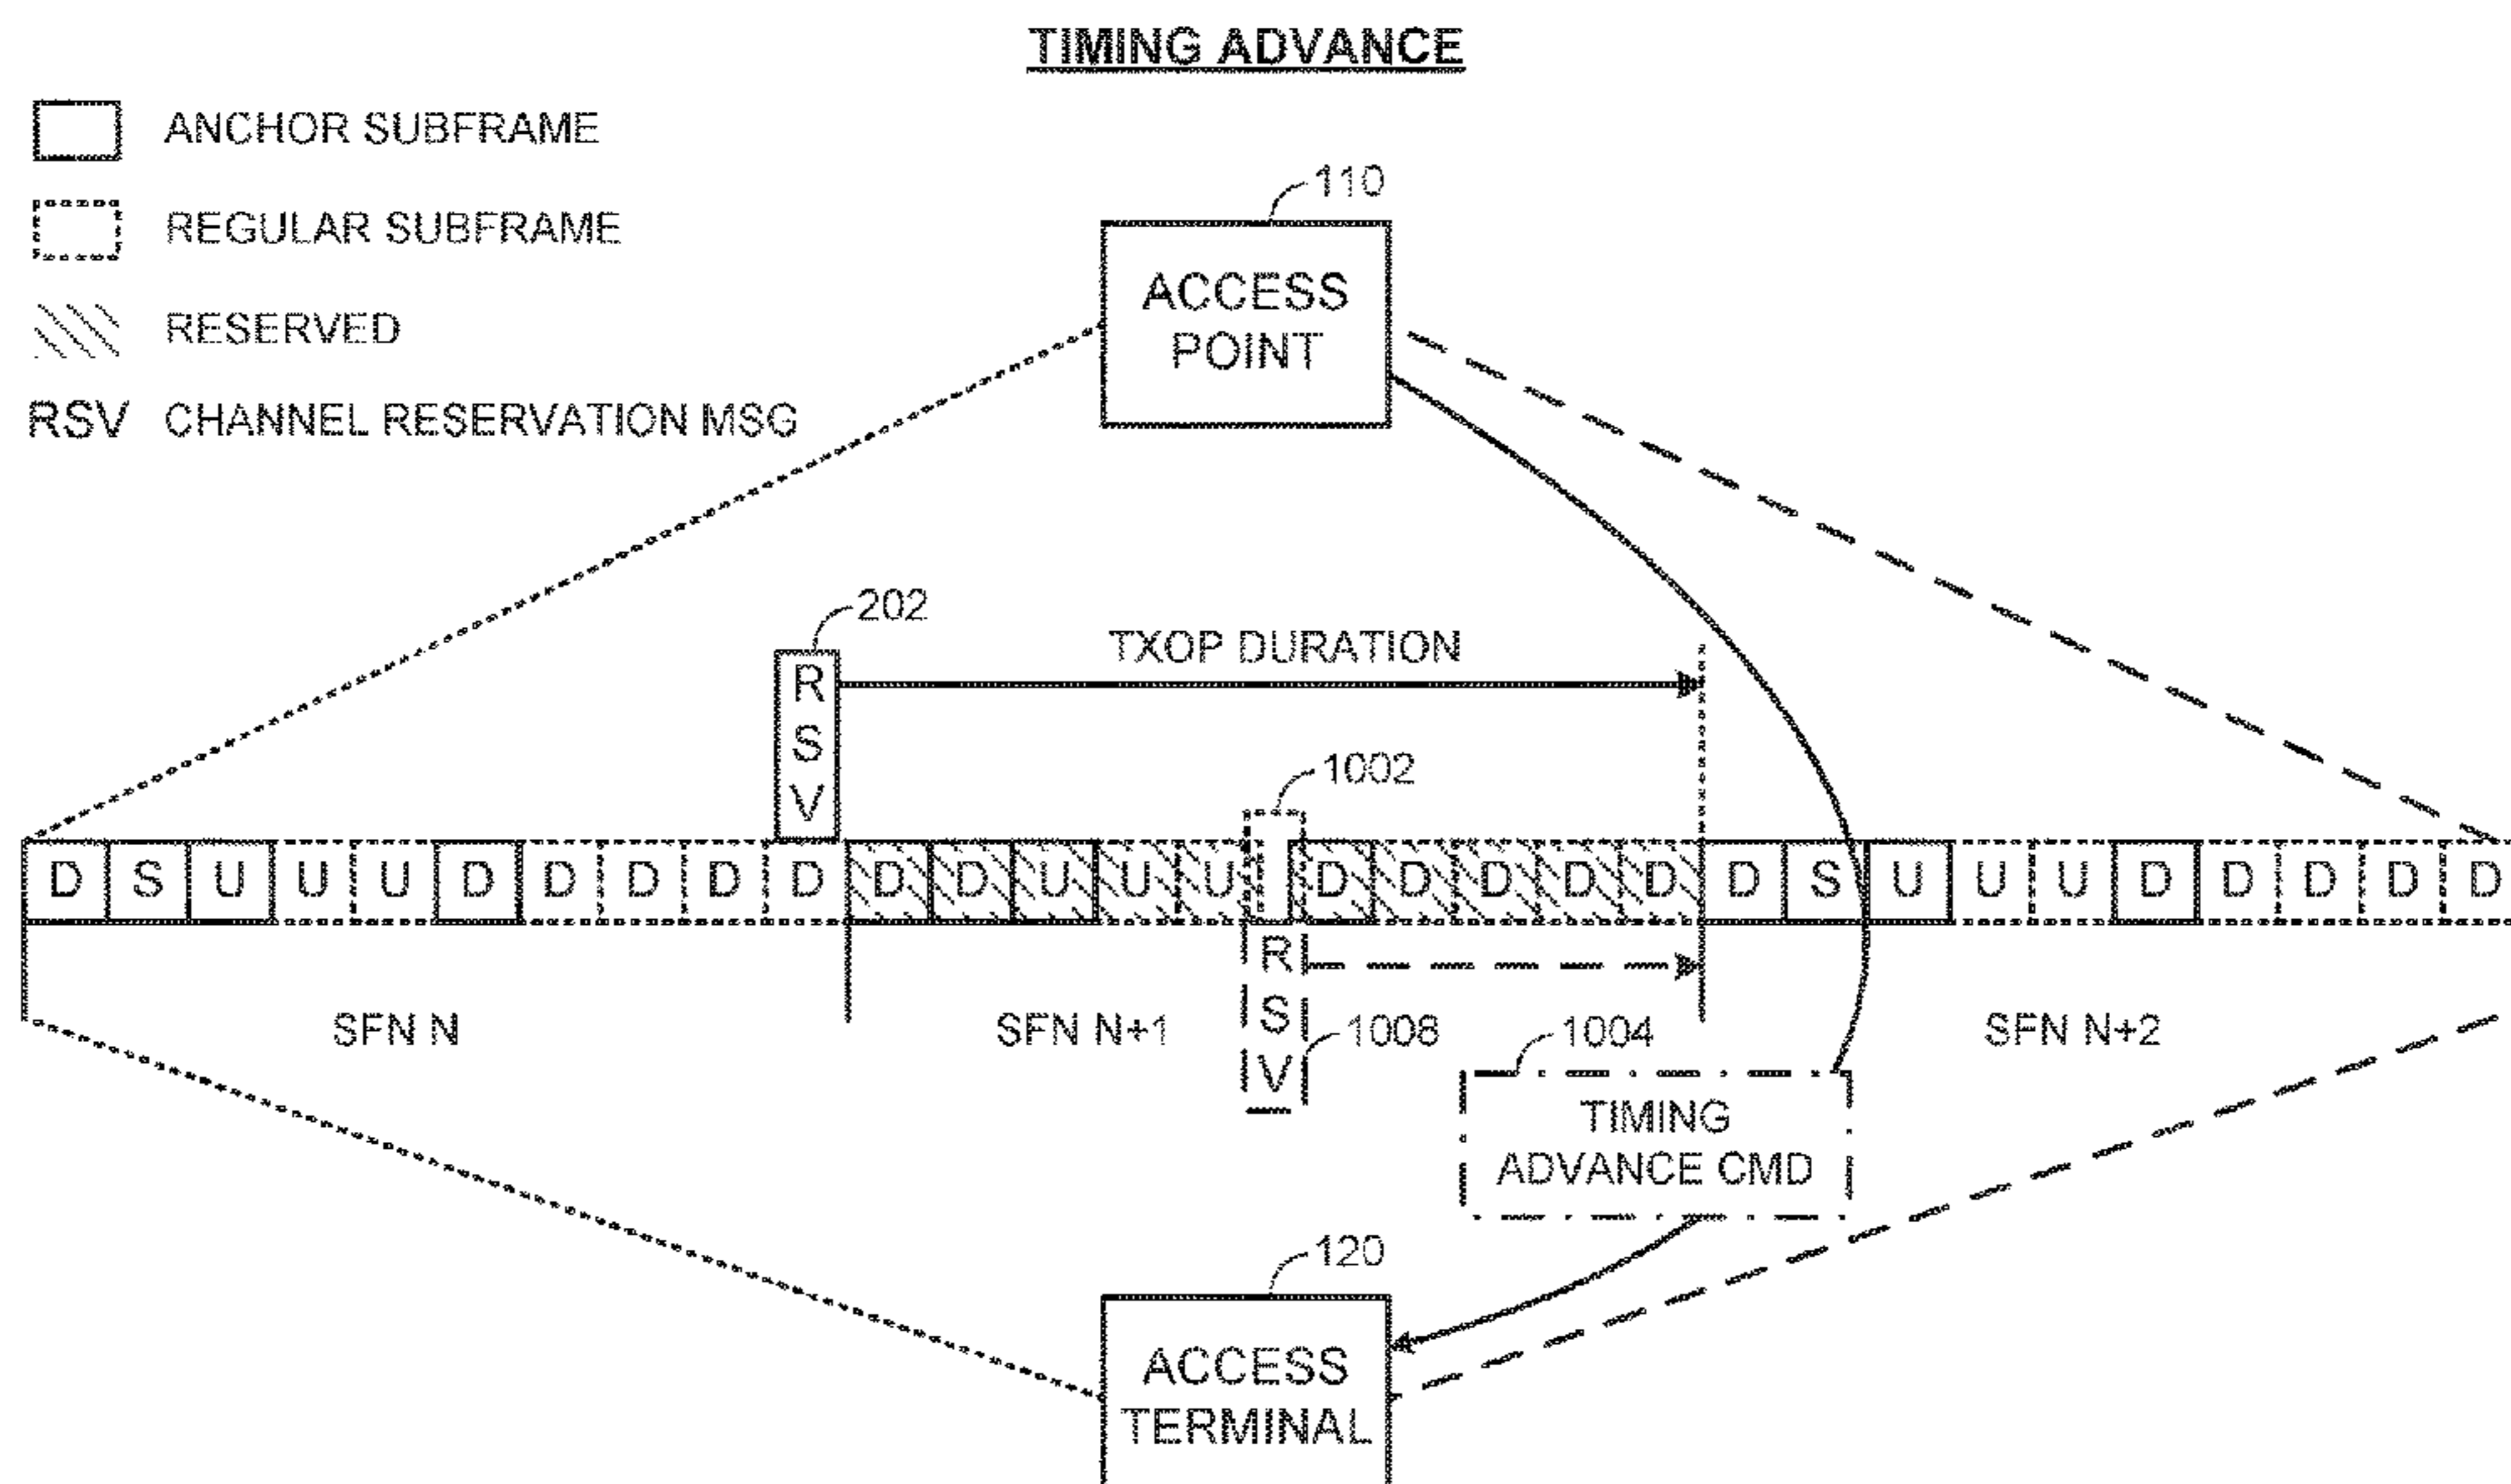 TIMING ADVANCE
ANCHOR SUBFRAME
REGULAR SUBFRAME
RESERVED
RSV CHANNEL RESERVATION MSG
110
ACCESS
POINT
202
TXOP DURATION
R
S
V
1002
D S U U U D D D D D D D U U U D D D D D D S U U U D D D D D
R
S
V
SFN N
SFN N+1
1008
1004
SFN N+2
TIMING
ADVANCE CMD
120
ACCESS
TERMINAL